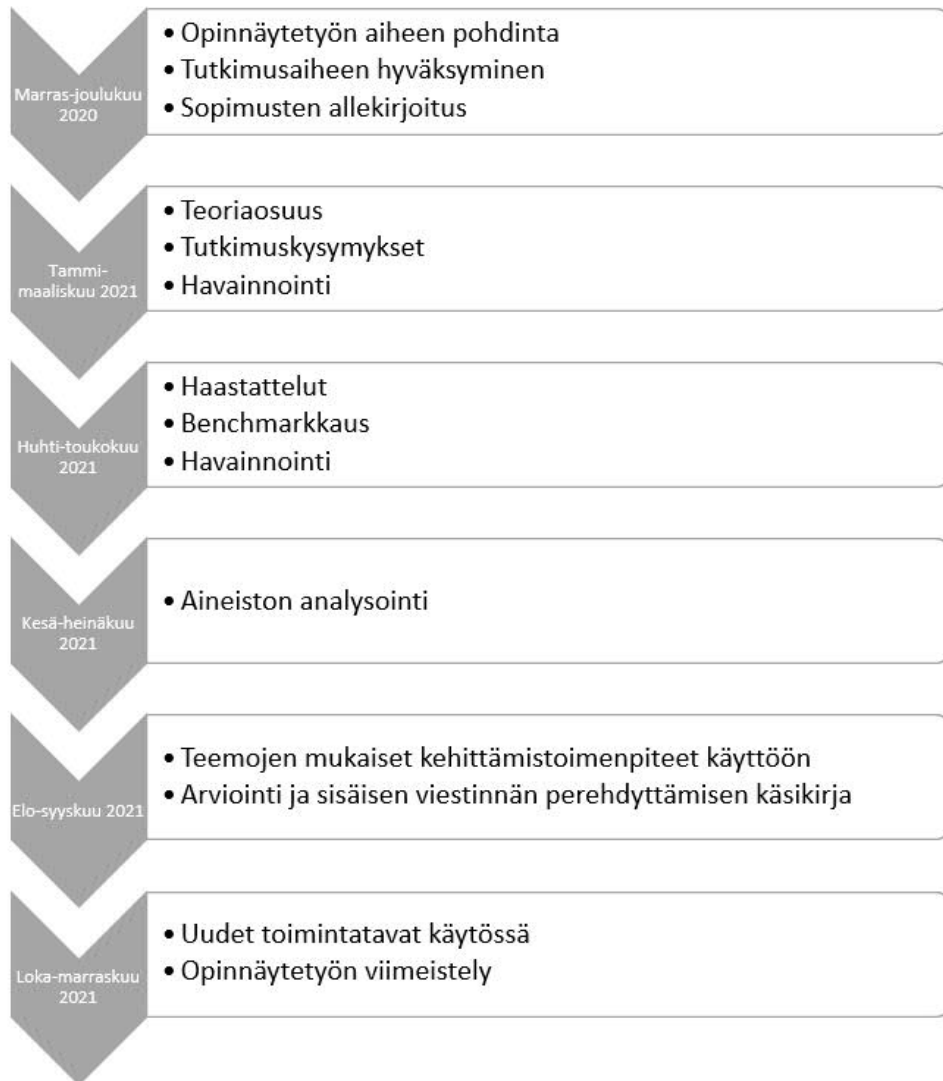 Marras-joulukuu
2020
• Opinnäytetyön aiheen pohdinta
• Tutkimusaiheen hyväksyminen
• Sopimusten allekirjoitus
Tammi-
maaliskuu 2021
• Teoriaosuus
• Tutkimuskysymykset
• Havainnointi
Huhti-toukokuu
2021
• Haastattelut
• Benchmarkkaus
• Havainnointi
Kesä-heinäkuu
2021
• Aineiston analysointi
Elo-syyskuu 2021
• Teemojen mukaiset kehittämistoimenpiteet käyttöön
• Arviointi ja sisäisen viestinnän perehdyttämisen käsikirja
Loka-marraskuu
2021
• Uudet toimintatavat käytössä
• Opinnäytetyön viimeistely